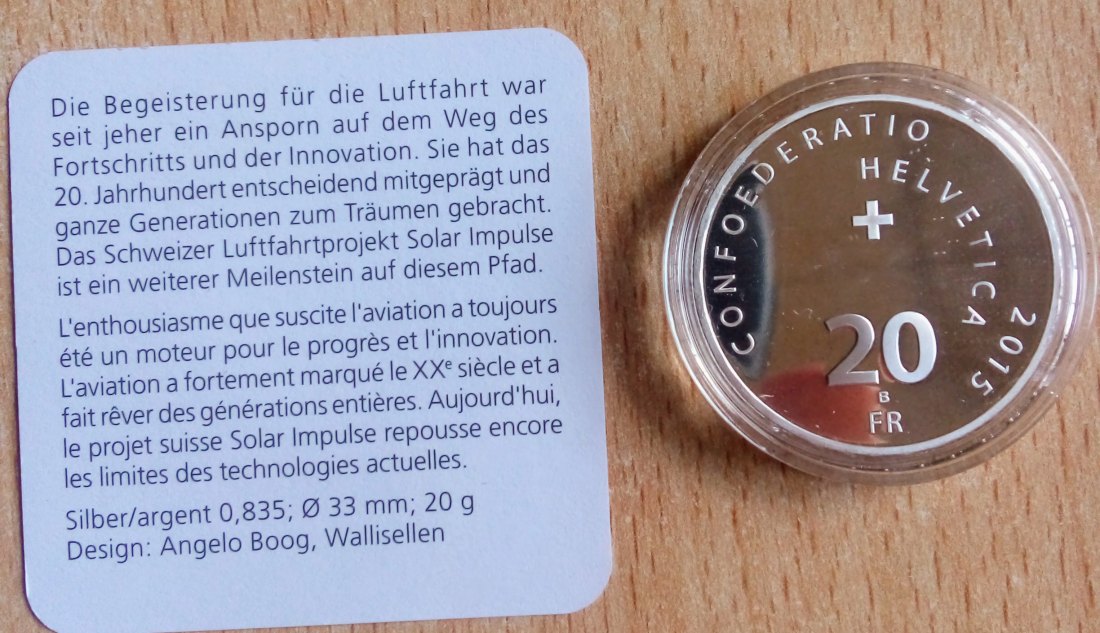 Die Begeisterung für die Luftfahrt war
seit jeher ein Ansporn auf dem Weg des
Fortschritts und der Innovation. Sie hat das
20. Jahrhundert entscheidend mitgeprägt und
ganze Generationen zum Träumen gebracht.
Das Schweizer Luftfahrtprojekt Solar Impulse
ist ein weiterer Meilenstein auf diesem Pfad.
L'enthousiasme que suscite l'aviation a toujours
été un moteur pour le progrès et l'innovation.
L'aviation a fortement marqué le XXe siècle et a
fait rêver des générations entières. Aujourd'hui,
le projet suisse Solar Impulse repousse encore
les limites des technologies actuelles.
Silber/argent 0,835; Ø 33 mm; 20 g
Design: Angelo Boog, Wallisellen
CONFOEDERATIO
HELVETICA
2015
20
B
FR